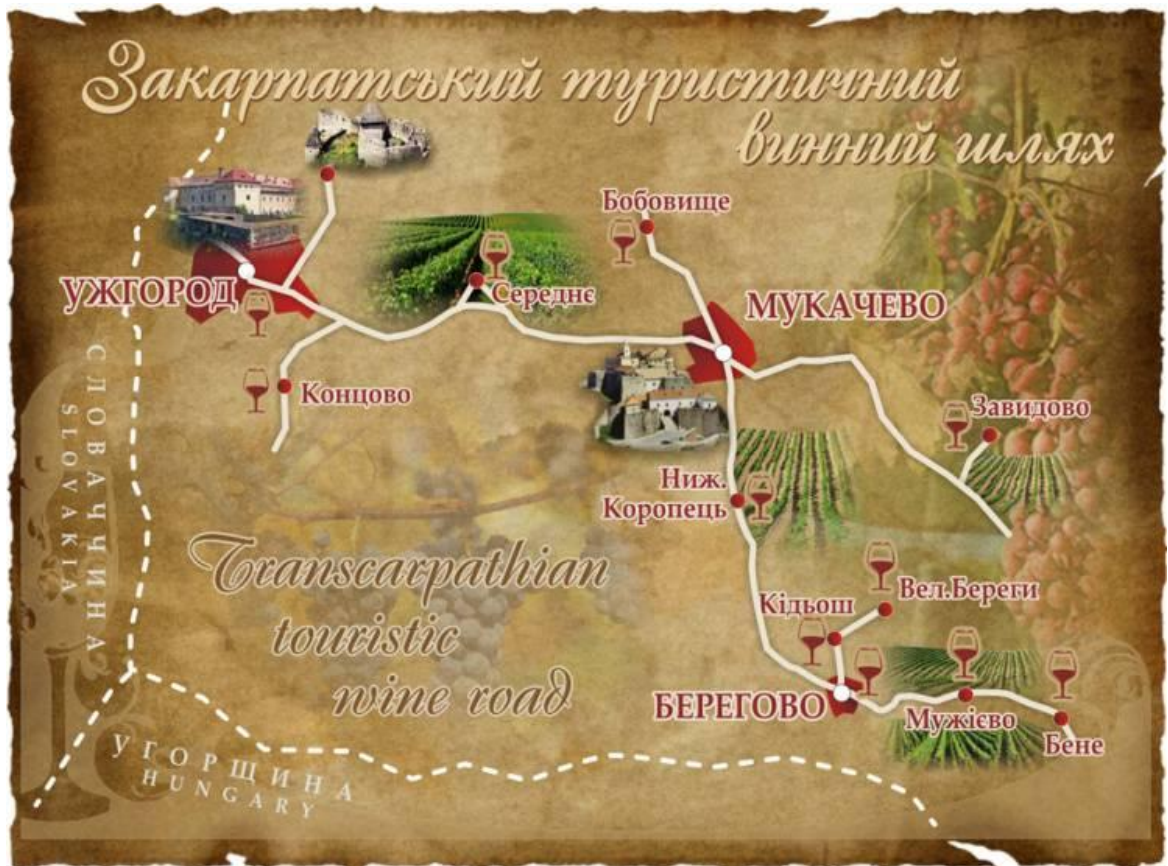 Закарпатський туристичний
винний шлях
Бобовище
УЖГОРОД
Середнє
МУКАЧЕВО
Концово
Завидово
СЛОВАЧЧИНА
SLOVAKIA
Ниж.
Коропець
Transcarpathian
touristic
wine road
Вел.Береги
Кідьош
БЕРЕГОВО
Мужієво
Бене
УГОРЩИНА
HUNGARY